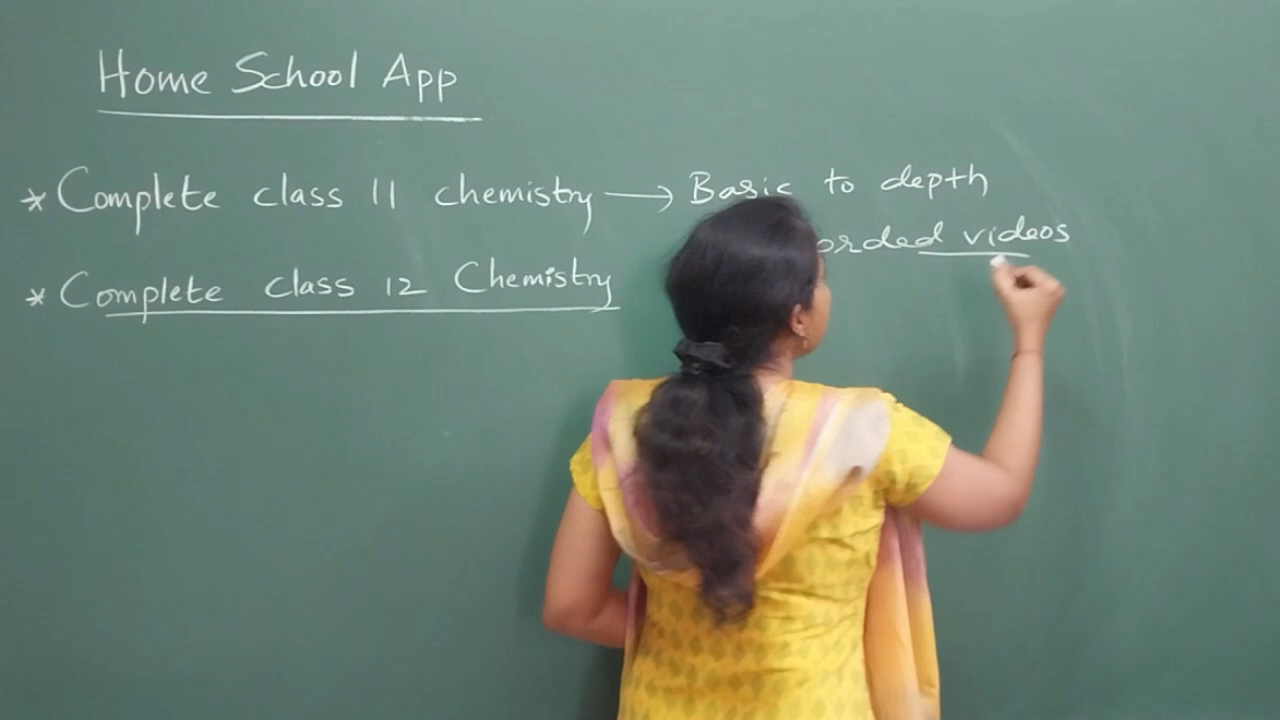 Home School App
* Complete class 11 chemistry → Basic to depth
videos
* Complete class 12 Chemistry